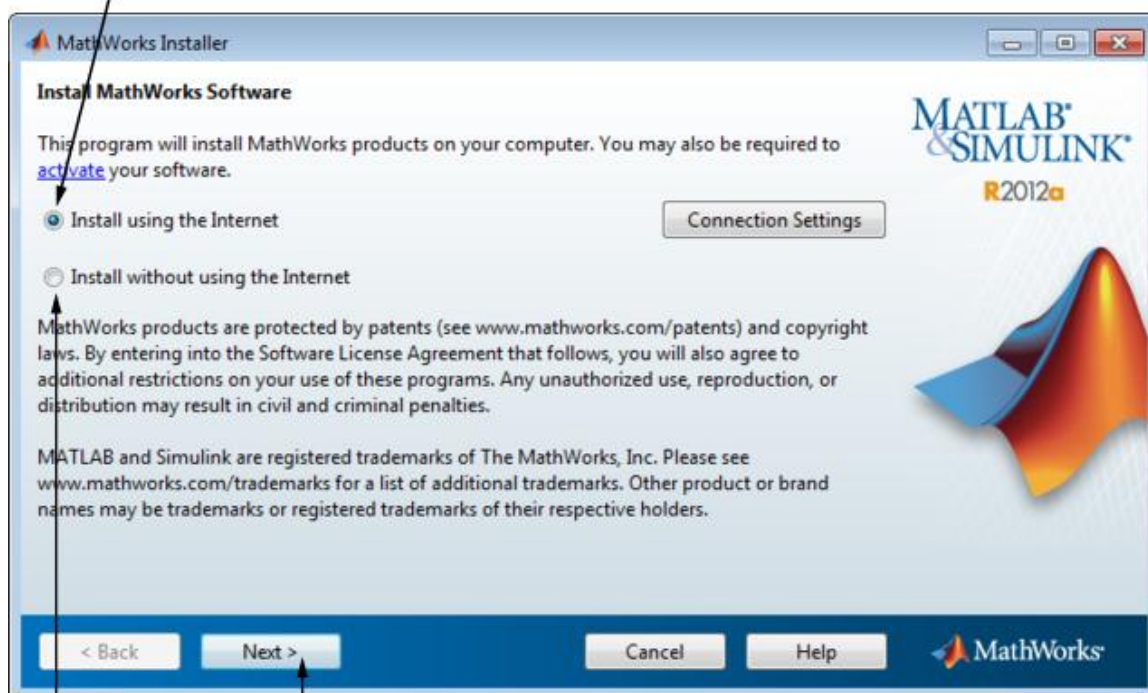 MathWorks Installer
Install MathWorks Software
MATLAB®
&SIMULINK®
R2012a
This program will install MathWorks products on your computer. You may also be required to
activate your software.
Install using the Internet
Connection Settings
Install without using the Internet
MathWorks products are protected by patents (see www.mathworks.com/patents) and copyright
laws. By entering into the Software License Agreement that follows, you will also agree to
additional restrictions on your use of these programs. Any unauthorized use, reproduction, or
distribution may result in civil and criminal penalties.
MATLAB and Simulink are registered trademarks of The MathWorks, Inc. Please see
www.mathworks.com/trademarks for a list of additional trademarks. Other product or brand
names may be trademarks or registered trademarks of their respective holders.
< Back
Next >
Cancel
Help
MathWorks®